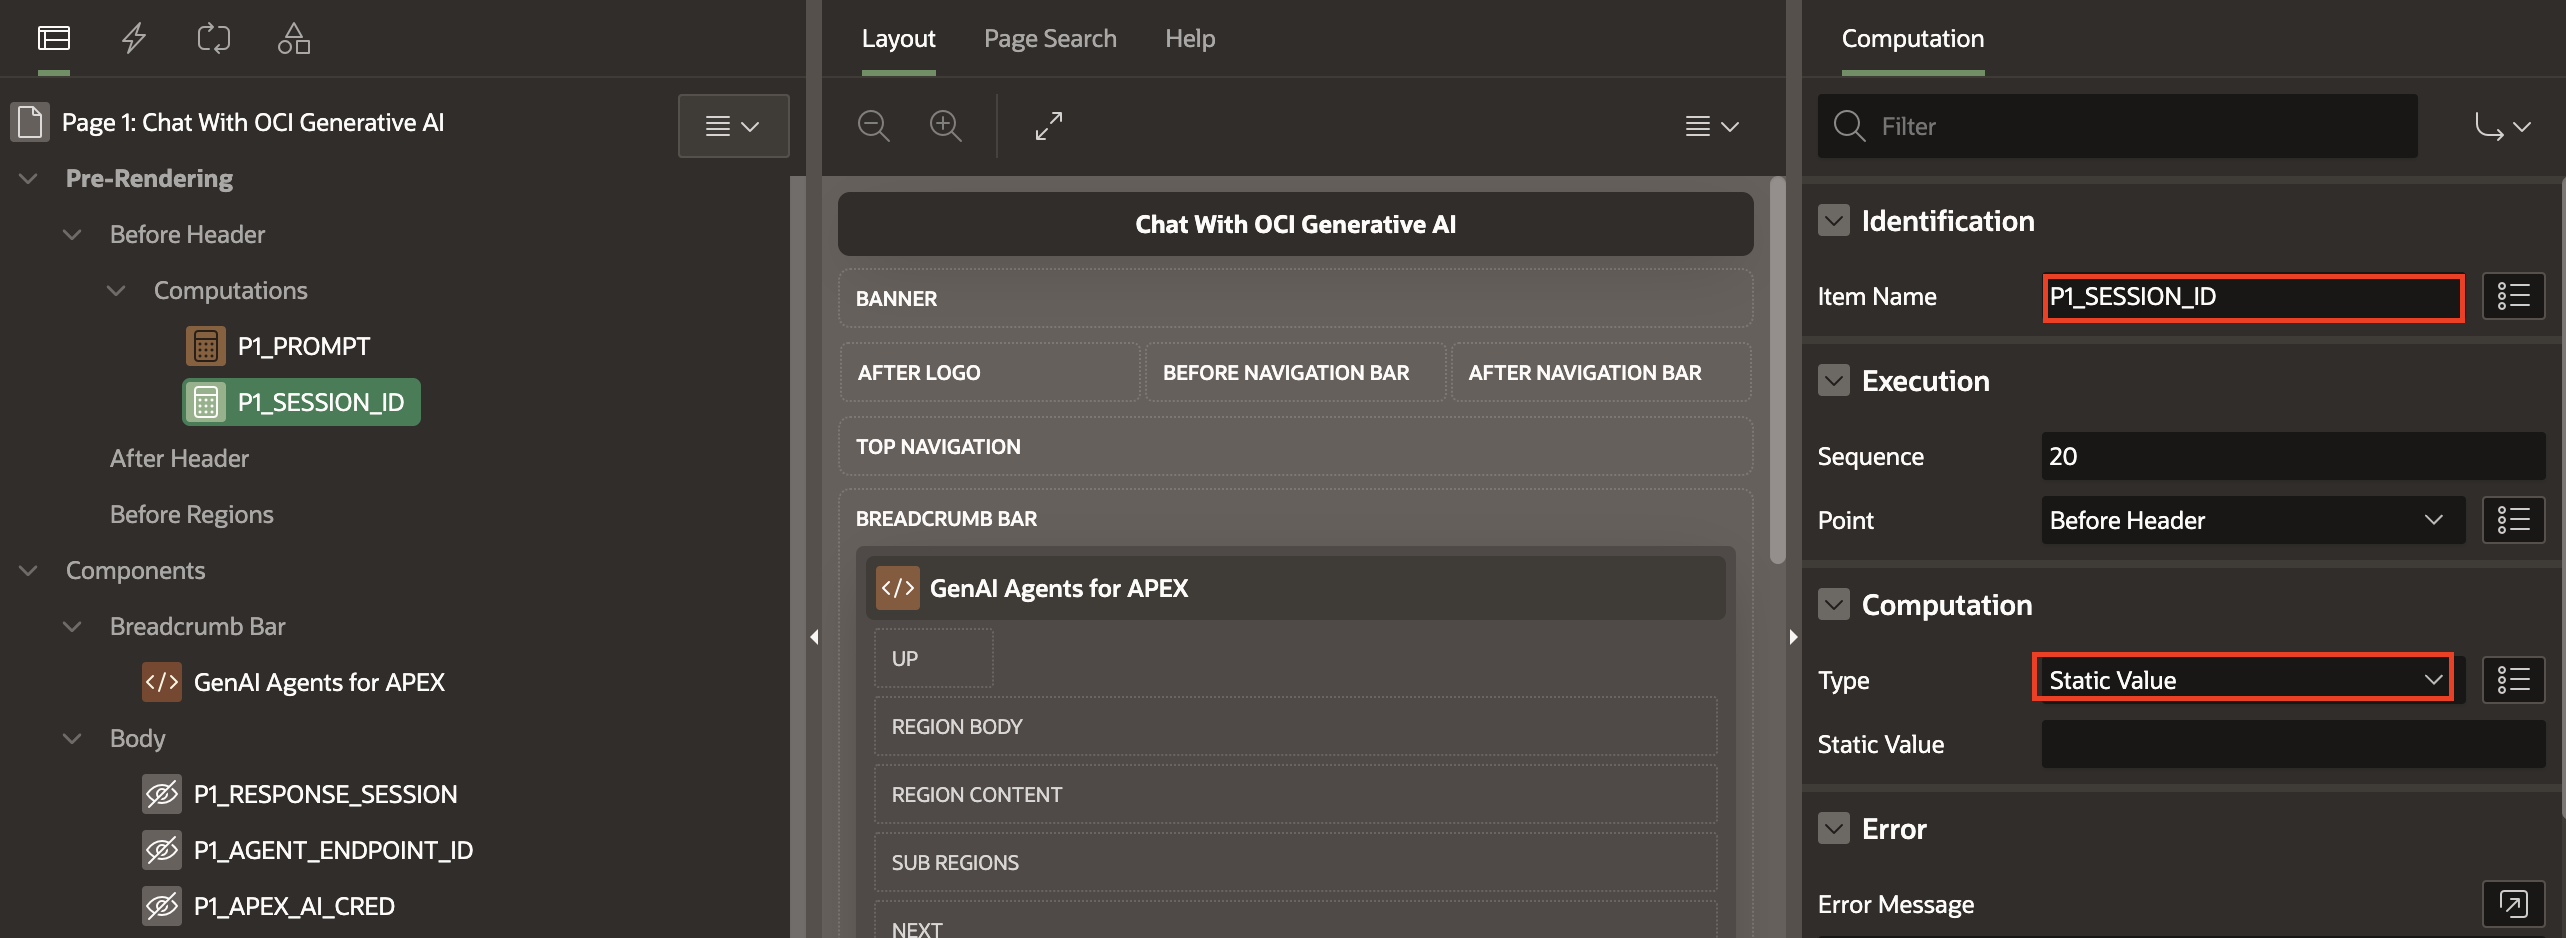 Page 1: Chat With OCI Generative AI
Pre-Rendering
Before Header
Computations
P1_PROMPT
P1_SESSION_ID
After Header
Before Regions
Components
Breadcrumb Bar
GenAI Agents for APEX
Body
P1_RESPONSE_SESSION
P1_AGENT_ENDPOINT_ID
P1_APEX_AI_CRED
Layout Page Search Help
Chat With OCI Generative AI
BANNER
AFTER LOGO BEFORE NAVIGATION BAR AFTER NAVIGATION BAR
TOP NAVIGATION
BREADCRUMB BAR
GenAI Agents for APEX
UP
REGION BODY
REGION CONTENT
SUB REGIONS
NEXT
Computation
Filter
Identification
Item Name P1_SESSION_ID
Execution
Sequence 20
Point Before Header
Computation
Type Static Value
Static Value
Error
Error Message